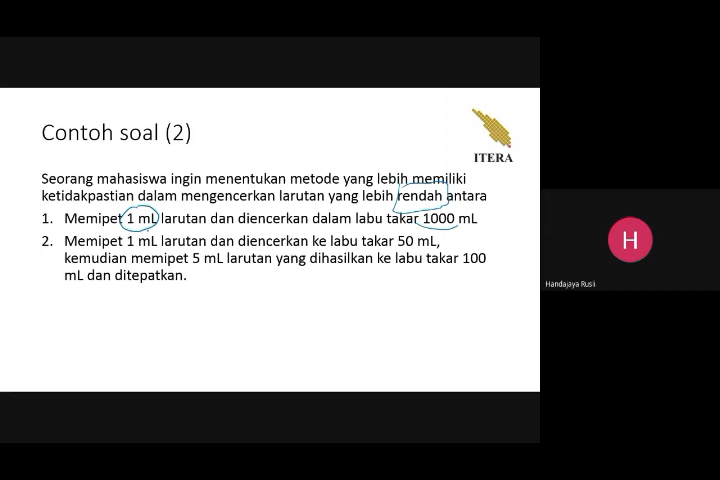 Contoh soal (2)
ITERA
Seorang mahasiswa ingin menentukan metode yang lebih memiliki
ketidakpastian dalam mengencerkan larutan yang lebih rendah antara
1. Memipet 1 mL larutan dan diencerkan dalam labu takar 1000 mL
2. Memipet 1 mL larutan dan diencerkan ke labu takar 50 mL,
kemudian memipet 5 mL larutan yang dihasilkan ke labu takar 100
mL dan ditepatkan.
H
Handajaya Rusli